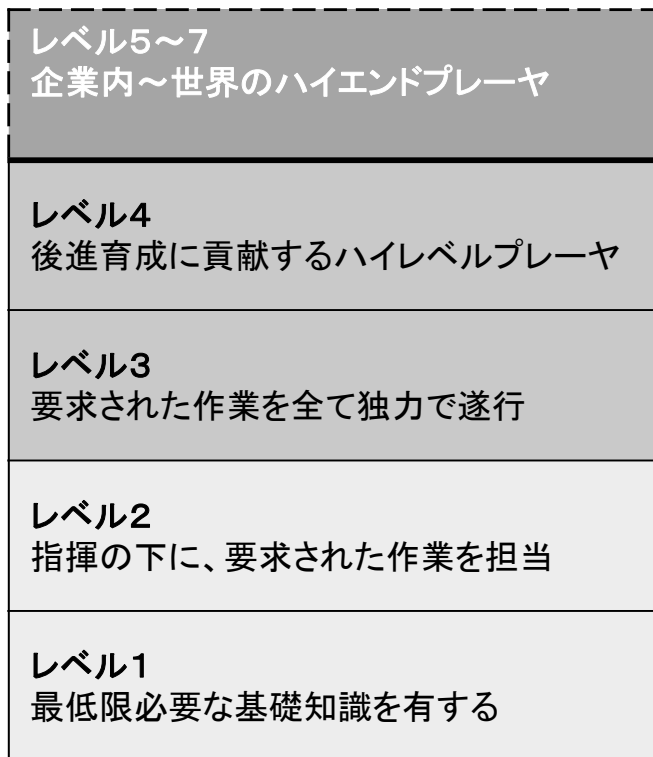 レベル５～７
企業内～世界のハイエンドプレーヤ
レベル４
後進育成に貢献するハイレベルプレーヤ
レベル３
要求された作業を全て独力で遂行
レベル２
指揮の下に、要求された作業を担当
レベル１
最低限必要な基礎知識を有する